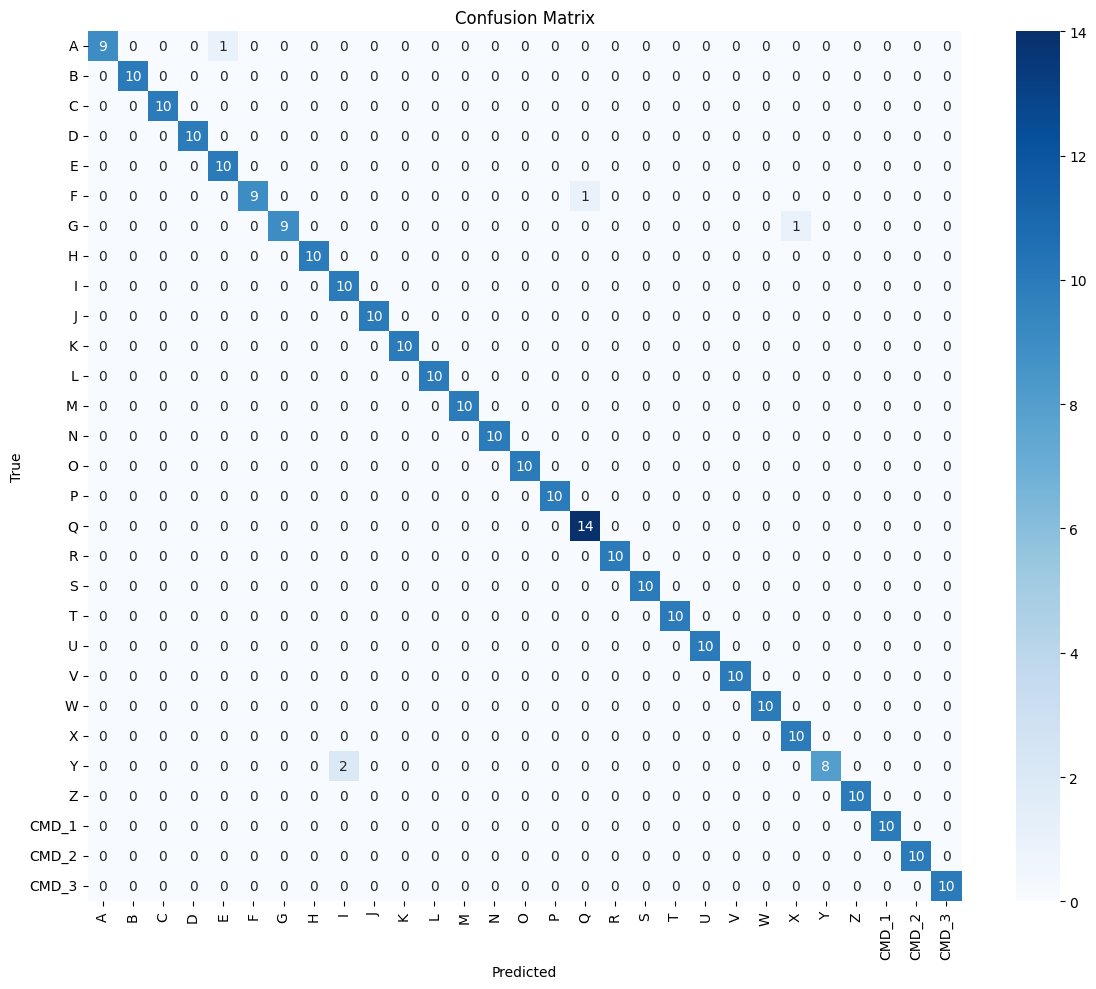 Confusion Matrix
A 9 0 0 0 1 0 0 0 0 0 0 0 0 0 0 0 0 0 0 0 0 0 0 0 0 0 0 0 0
B 0 10 0 0 0 0 0 0 0 0 0 0 0 0 0 0 0 0 0 0 0 0 0 0 0 0 0 0 0
C 0 0 10 0 0 0 0 0 0 0 0 0 0 0 0 0 0 0 0 0 0 0 0 0 0 0 0 0 0
D 0 0 0 10 0 0 0 0 0 0 0 0 0 0 0 0 0 0 0 0 0 0 0 0 0 0 0 0 0
E 0 0 0 0 10 0 0 0 0 0 0 0 0 0 0 0 0 0 0 0 0 0 0 0 0 0 0 0 0
F 0 0 0 0 0 9 0 0 0 0 0 0 0 0 0 0 1 0 0 0 0 0 0 0 0 0 0 0 0
G 0 0 0 0 0 0 9 0 0 0 0 0 0 0 0 0 0 0 0 0 0 0 0 1 0 0 0 0 0
H 0 0 0 0 0 0 0 10 0 0 0 0 0 0 0 0 0 0 0 0 0 0 0 0 0 0 0 0 0
I 0 0 0 0 0 0 0 0 10 0 0 0 0 0 0 0 0 0 0 0 0 0 0 0 0 0 0 0 0
J 0 0 0 0 0 0 0 0 0 10 0 0 0 0 0 0 0 0 0 0 0 0 0 0 0 0 0 0 0
K 0 0 0 0 0 0 0 0 0 0 10 0 0 0 0 0 0 0 0 0 0 0 0 0 0 0 0 0 0
L 0 0 0 0 0 0 0 0 0 0 0 10 0 0 0 0 0 0 0 0 0 0 0 0 0 0 0 0 0
M 0 0 0 0 0 0 0 0 0 0 0 0 10 0 0 0 0 0 0 0 0 0 0 0 0 0 0 0 0
N 0 0 0 0 0 0 0 0 0 0 0 0 0 10 0 0 0 0 0 0 0 0 0 0 0 0 0 0 0
O 0 0 0 0 0 0 0 0 0 0 0 0 0 0 10 0 0 0 0 0 0 0 0 0 0 0 0 0 0
P 0 0 0 0 0 0 0 0 0 0 0 0 0 0 0 10 0 0 0 0 0 0 0 0 0 0 0 0 0
Q 0 0 0 0 0 0 0 0 0 0 0 0 0 0 0 0 14 0 0 0 0 0 0 0 0 0 0 0 0
R 0 0 0 0 0 0 0 0 0 0 0 0 0 0 0 0 0 10 0 0 0 0 0 0 0 0 0 0 0
S 0 0 0 0 0 0 0 0 0 0 0 0 0 0 0 0 0 0 10 0 0 0 0 0 0 0 0 0 0
T 0 0 0 0 0 0 0 0 0 0 0 0 0 0 0 0 0 0 0 10 0 0 0 0 0 0 0 0 0
U 0 0 0 0 0 0 0 0 0 0 0 0 0 0 0 0 0 0 0 0 10 0 0 0 0 0 0 0 0
V 0 0 0 0 0 0 0 0 0 0 0 0 0 0 0 0 0 0 0 0 0 10 0 0 0 0 0 0 0
W 0 0 0 0 0 0 0 0 0 0 0 0 0 0 0 0 0 0 0 0 0 0 10 0 0 0 0 0 0
X 0 0 0 0 0 0 0 0 0 0 0 0 0 0 0 0 0 0 0 0 0 0 0 10 0 0 0 0 0
Y 0 0 0 0 0 0 0 0 2 0 0 0 0 0 0 0 0 0 0 0 0 0 0 0 8 0 0 0 0
Z 0 0 0 0 0 0 0 0 0 0 0 0 0 0 0 0 0 0 0 0 0 0 0 0 0 10 0 0 0
CMD_1 0 0 0 0 0 0 0 0 0 0 0 0 0 0 0 0 0 0 0 0 0 0 0 0 0 0 10 0 0
CMD_2 0 0 0 0 0 0 0 0 0 0 0 0 0 0 0 0 0 0 0 0 0 0 0 0 0 0 0 10 0
CMD_3 0 0 0 0 0 0 0 0 0 0 0 0 0 0 0 0 0 0 0 0 0 0 0 0 0 0 0 0 10
A B C D E F G H I J K L M N O P Q R S T U V W X Y Z CMD_1 CMD_2 CMD_3
Predicted
True
14
12
10
8
6
4
2
0